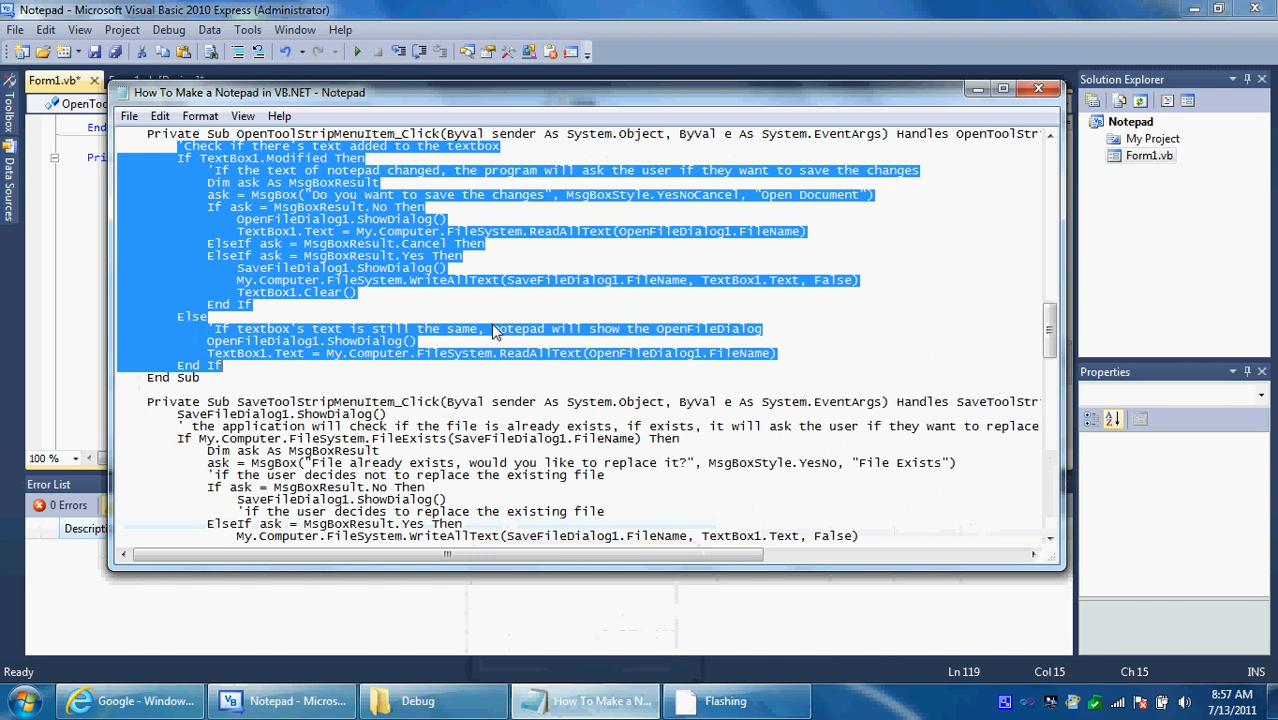 Notepad - Microsoft Visual Basic 2010 Express (Administrator)
File Edit View Project Debug Data Tools Window Help
Form1.vb*
Solution Explorer
Toolbox
Data Sources
How To Make a Notepad in VB.NET - Notepad
File Edit Format View Help
Private Sub OpenToolStripMenuItem_Click(ByVal sender As System.Object, ByVal e As System.EventArgs) Handles OpenToolStr
'Check if there's text added to the textbox
If TextBox1.Modified Then
'If the text of notepad changed, the program will ask the user if they want to save the changes
Dim ask As MsgBoxResult
ask = MsgBox("Do you want to save the changes", MsgBoxStyle.YesNoCancel, "Open Document")
If ask = MsgBoxResult.No Then
OpenFileDialog1.ShowDialog()
TextBox1.Text = My.Computer.FileSystem.ReadAllText(OpenFileDialog1.FileName)
ElseIf ask = MsgBoxResult.Cancel Then
ElseIf ask = MsgBoxResult.Yes Then
SaveFileDialog1.ShowDialog()
My.Computer.FileSystem.WriteAllText(SaveFileDialog1.FileName, TextBox1.Text, False)
TextBox1.Clear()
End If
Else
'If textbox's text is still the same, notepad will show the OpenFileDialog
OpenFileDialog1.ShowDialog()
TextBox1.Text = My.Computer.FileSystem.ReadAllText(OpenFileDialog1.FileName)
End If
End Sub
Private Sub SaveToolStripMenuItem_Click(ByVal sender As System.Object, ByVal e As System.EventArgs) Handles SaveToolStr
SaveFileDialog1.ShowDialog()
' the application will check if the file is already exists, if exists, it will ask the user if they want to replace
If My.Computer.FileSystem.FileExists(SaveFileDialog1.FileName) Then
Dim ask As MsgBoxResult
ask = MsgBox("File already exists, would you like to replace it?", MsgBoxStyle.YesNo, "File Exists")
'if the user decides not to replace the existing file
If ask = MsgBoxResult.No Then
SaveFileDialog1.ShowDialog()
'if the user decides to replace the existing file
ElseIf ask = MsgBoxResult.Yes Then
My.Computer.FileSystem.WriteAllText(SaveFileDialog1.FileName, TextBox1.Text, False)
OpenToo
End
Pri
100 %
Error List
0 Errors
Descripti
Notepad
My Project
Form1.vb
Properties
Ready Ln 119 Col 15 Ch 15 INS
Google - Window...
Notepad - Micros...
Debug
How To Make a N...
Flashing
8:57 AM
7/13/2011